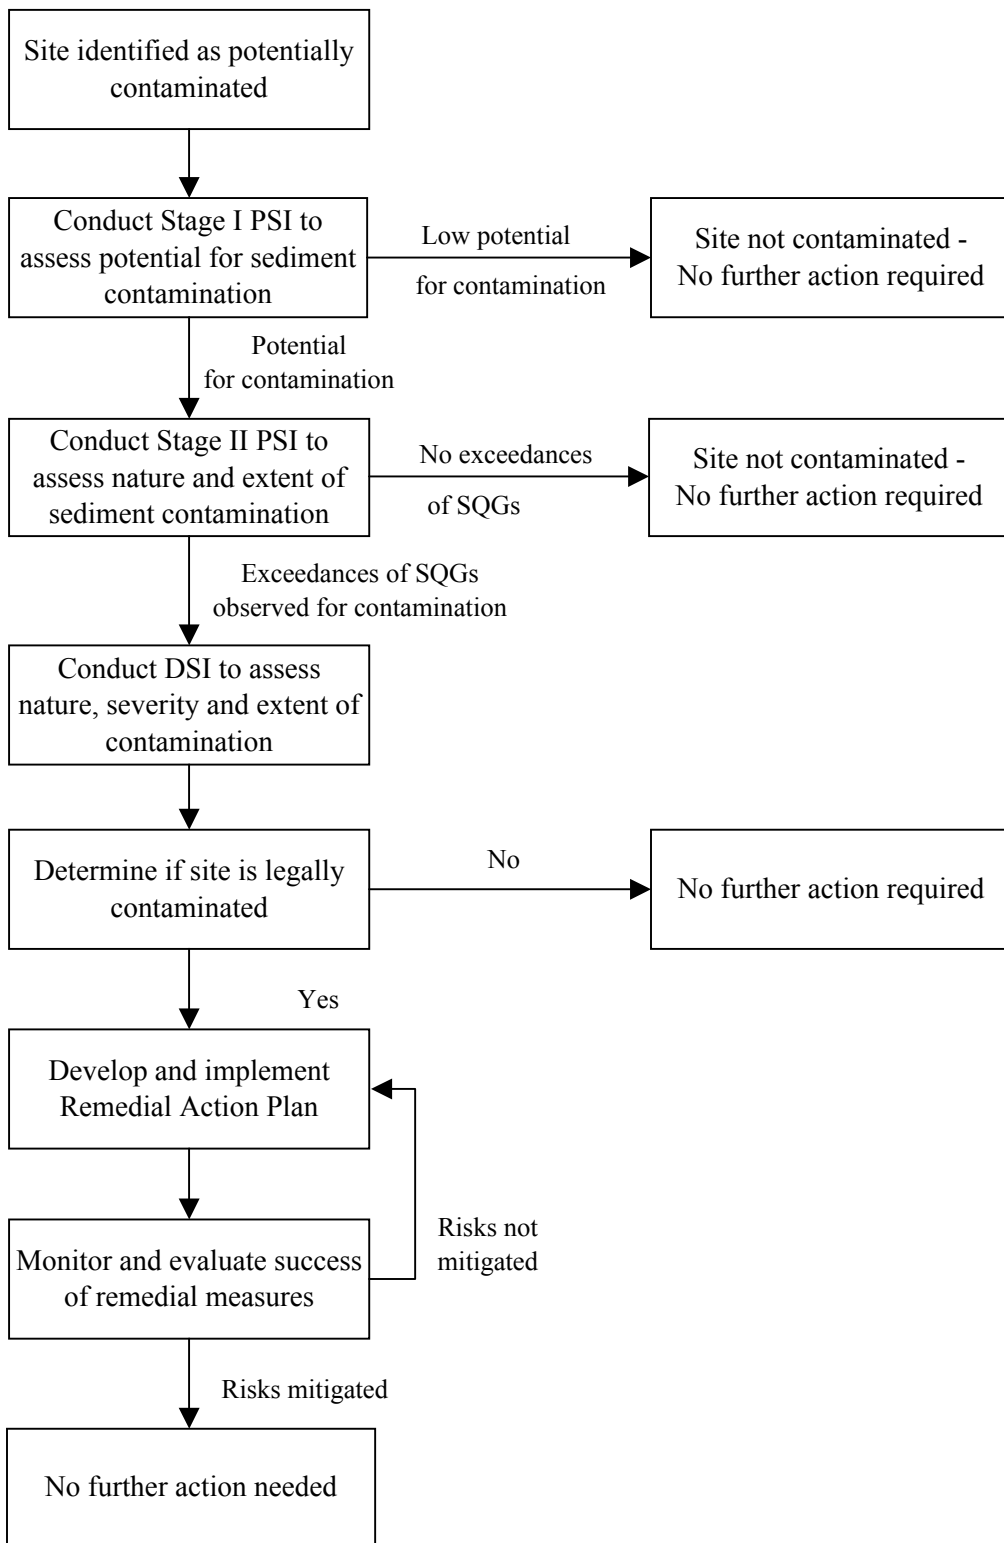 Site identified as potentially
contaminated
Conduct Stage I PSI to
assess potential for sediment
contamination
Low potential
for contamination
Site not contaminated -
No further action required
Potential
for contamination
Conduct Stage II PSI to
assess nature and extent of
sediment contamination
No exceedances
of SQGs
Site not contaminated -
No further action required
Exceedances of SQGs
observed for contamination
Conduct DSI to assess
nature, severity and extent of
contamination
Determine if site is legally
contaminated
No
No further action required
Yes
Develop and implement
Remedial Action Plan
Risks not
mitigated
Monitor and evaluate success
of remedial measures
Risks mitigated
No further action needed